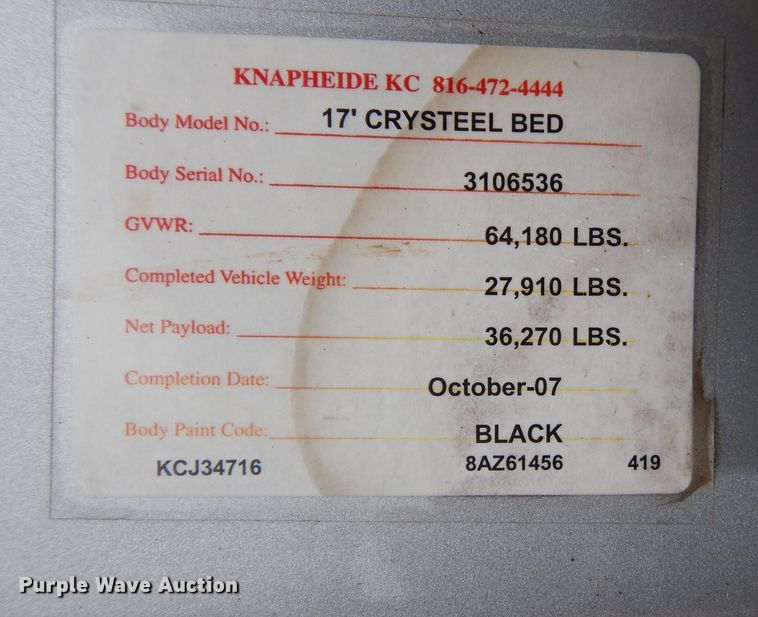 KNAPHEIDE KC 816-472-4444
Body Model No.: 17' CRYSTEEL BED
Body Serial No.: 3106536
GVWR: 64,180 LBS.
Completed Vehicle Weight: 27,910 LBS.
Net Payload: 36,270 LBS.
Completion Date: October-07
Body Paint Code: BLACK
KCJ34716 8AZ61456 419
Purple Wave Auction